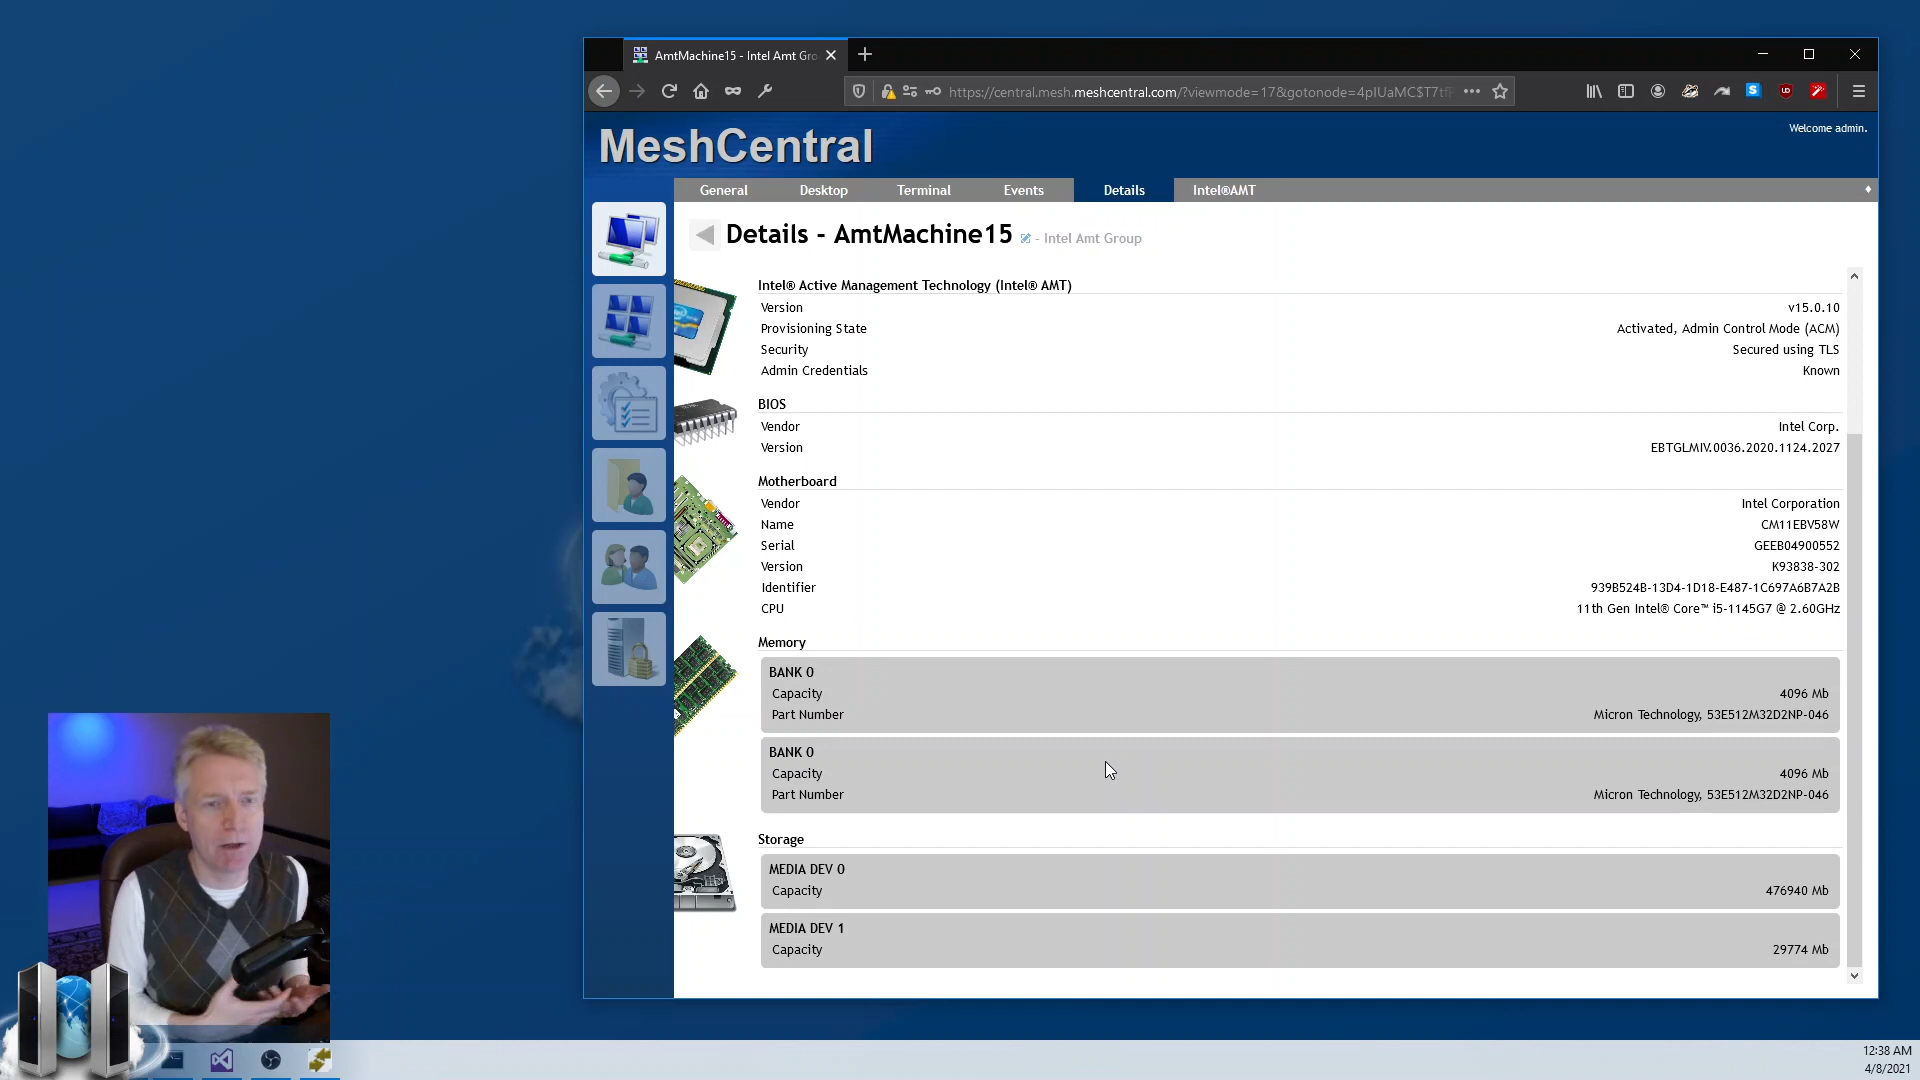 AmtMachine15 - Intel Amt Gro
https://central.mesh.meshcentral.com/?viewmode=17&gotonode=4pIUaMC$T7tf
MeshCentral
Welcome admin.
General Desktop Terminal Events Details Intel®AMT
Details - AmtMachine15 - Intel Amt Group
Intel® Active Management Technology (Intel® AMT)
Version v15.0.10
Provisioning State Activated, Admin Control Mode (ACM)
Security Secured using TLS
Admin Credentials Known
BIOS
Vendor Intel Corp.
Version EBTGLMIV.0036.2020.1124.2027
Motherboard
Vendor Intel Corporation
Name CM11EBV58W
Serial GEEB04900552
Version K93838-302
Identifier 939B524B-13D4-1D18-E487-1C697A6B7A2B
CPU 11th Gen Intel® Core™ i5-1145G7 @ 2.60GHz
Memory
BANK 0
Capacity 4096 Mb
Part Number Micron Technology, 53E512M32D2NP-046
BANK 0
Capacity 4096 Mb
Part Number Micron Technology, 53E512M32D2NP-046
Storage
MEDIA DEV 0
Capacity 476940 Mb
MEDIA DEV 1
Capacity 29774 Mb
12:38 AM
4/8/2021